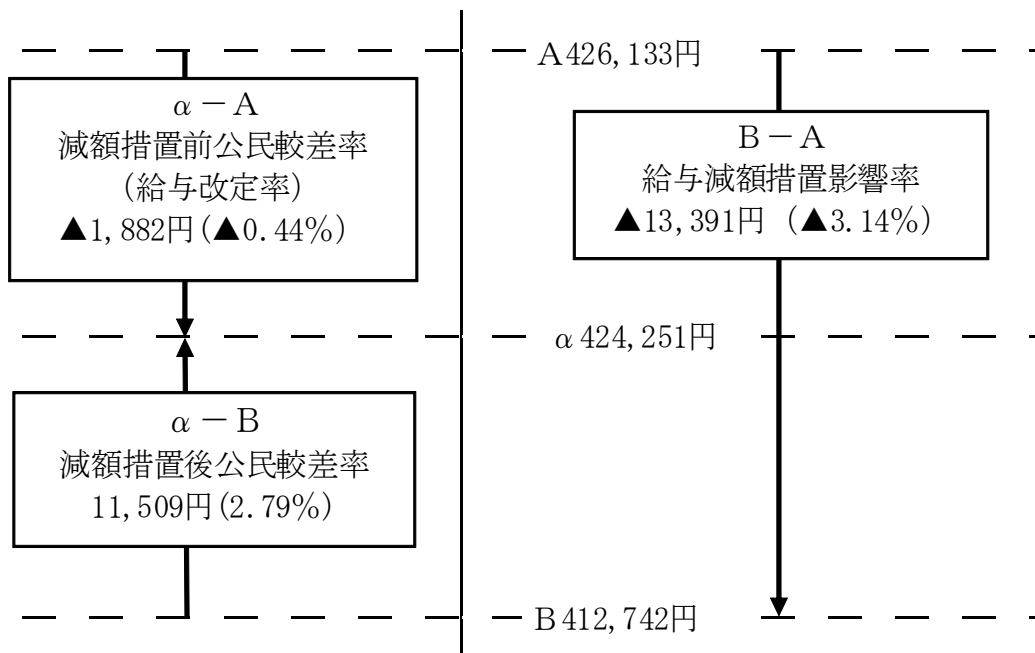 A426,133円
α－A
減額措置前公民較差率
(給与改定率)
▲1,882円(▲0.44%)
B－A
給与減額措置影響率
▲13,391円 (▲3.14%)
α424,251円
α－B
減額措置後公民較差率
11,509円(2.79%)
B412,742円